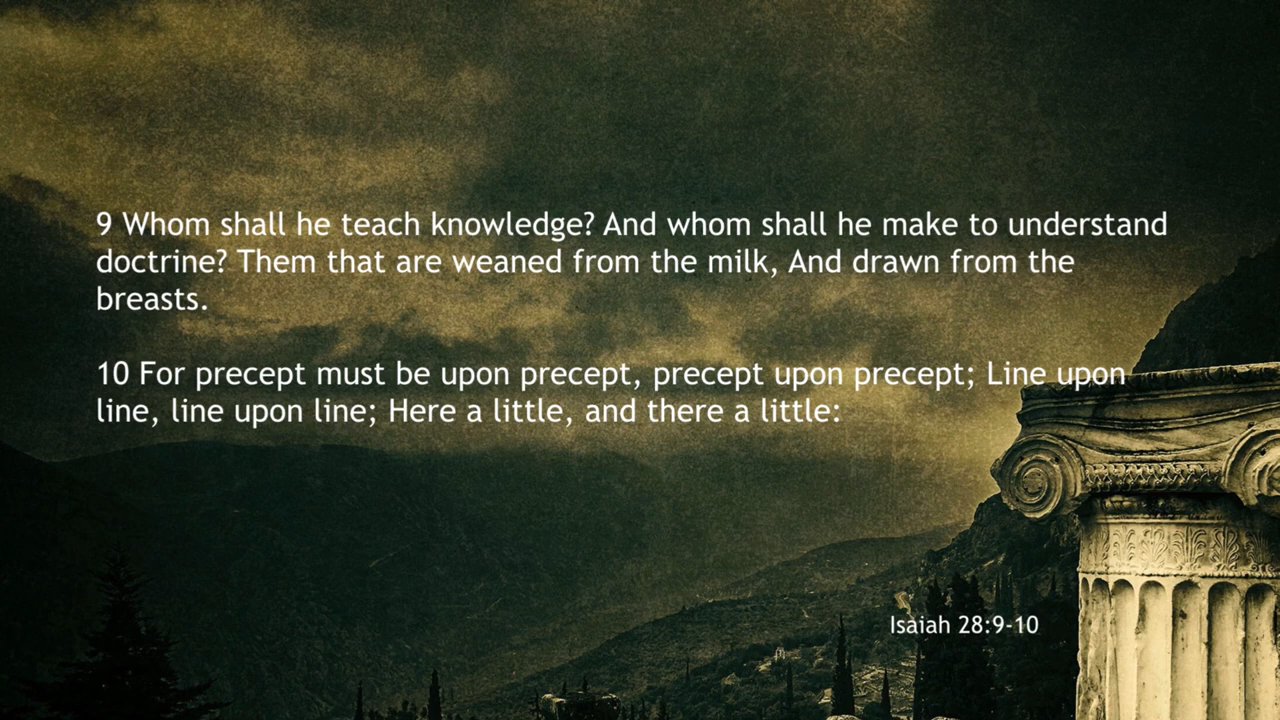 9 Whom shall he teach knowledge? And whom shall he make to understand
doctrine? Them that are weaned from the milk, And drawn from the
breasts.
10 For precept must be upon precept, precept upon precept; Line upon
line, line upon line; Here a little, and there a little:
Isaiah 28:9-10